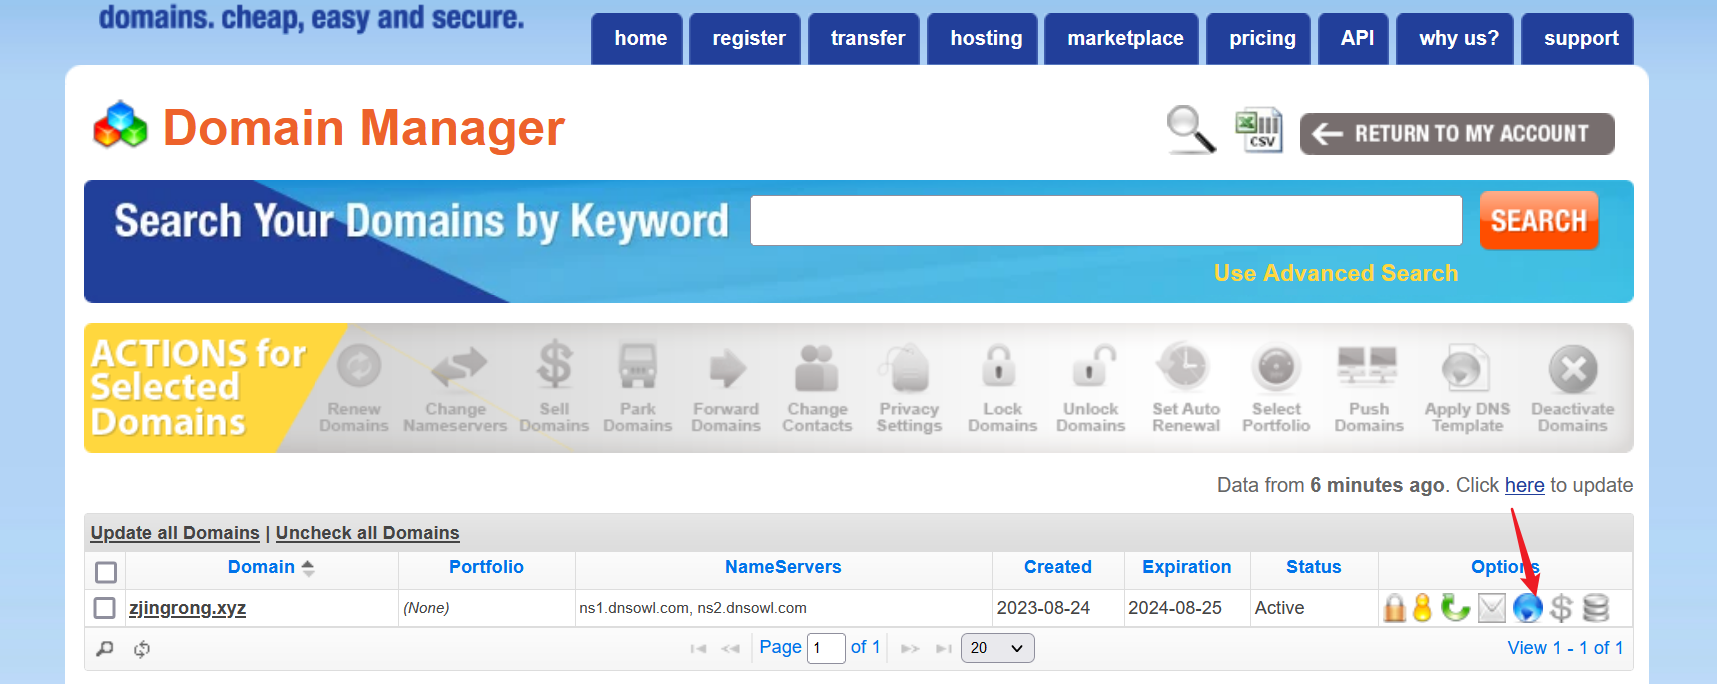 domains. cheap, easy and secure.
home register transfer hosting marketplace pricing API why us? support
Domain Manager
CSV
RETURN TO MY ACCOUNT
Search Your Domains by Keyword
SEARCH
Use Advanced Search
ACTIONS for
Selected
Domains
Renew
Domains
Change
Nameservers
Sell
Domains
Park
Domains
Forward
Domains
Change
Contacts
Privacy
Settings
Lock
Domains
Unlock
Domains
Set Auto
Renewal
Select
Portfolio
Push
Domains
Apply DNS
Template
Deactivate
Domains
Data from 6 minutes ago. Click here to update
Update all Domains | Uncheck all Domains
Domain Portfolio NameServers Created Expiration Status Options
zjingrong.xyz (None) ns1.dnsowl.com, ns2.dnsowl.com 2023-08-24 2024-08-25 Active
Page 1 of 1 20 View 1 - 1 of 1